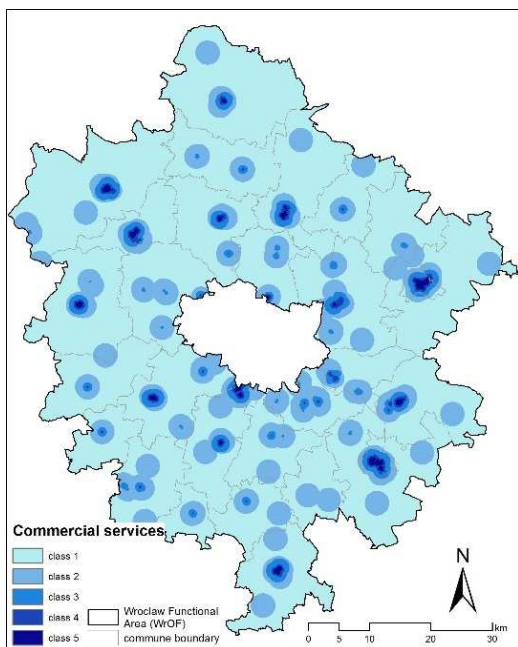 Commercial services
class 1
class 2
class 3
class 4
class 5
Wroclaw Functional
Area (WrOF)
commune boundary
N
km
0 5 10 20 30